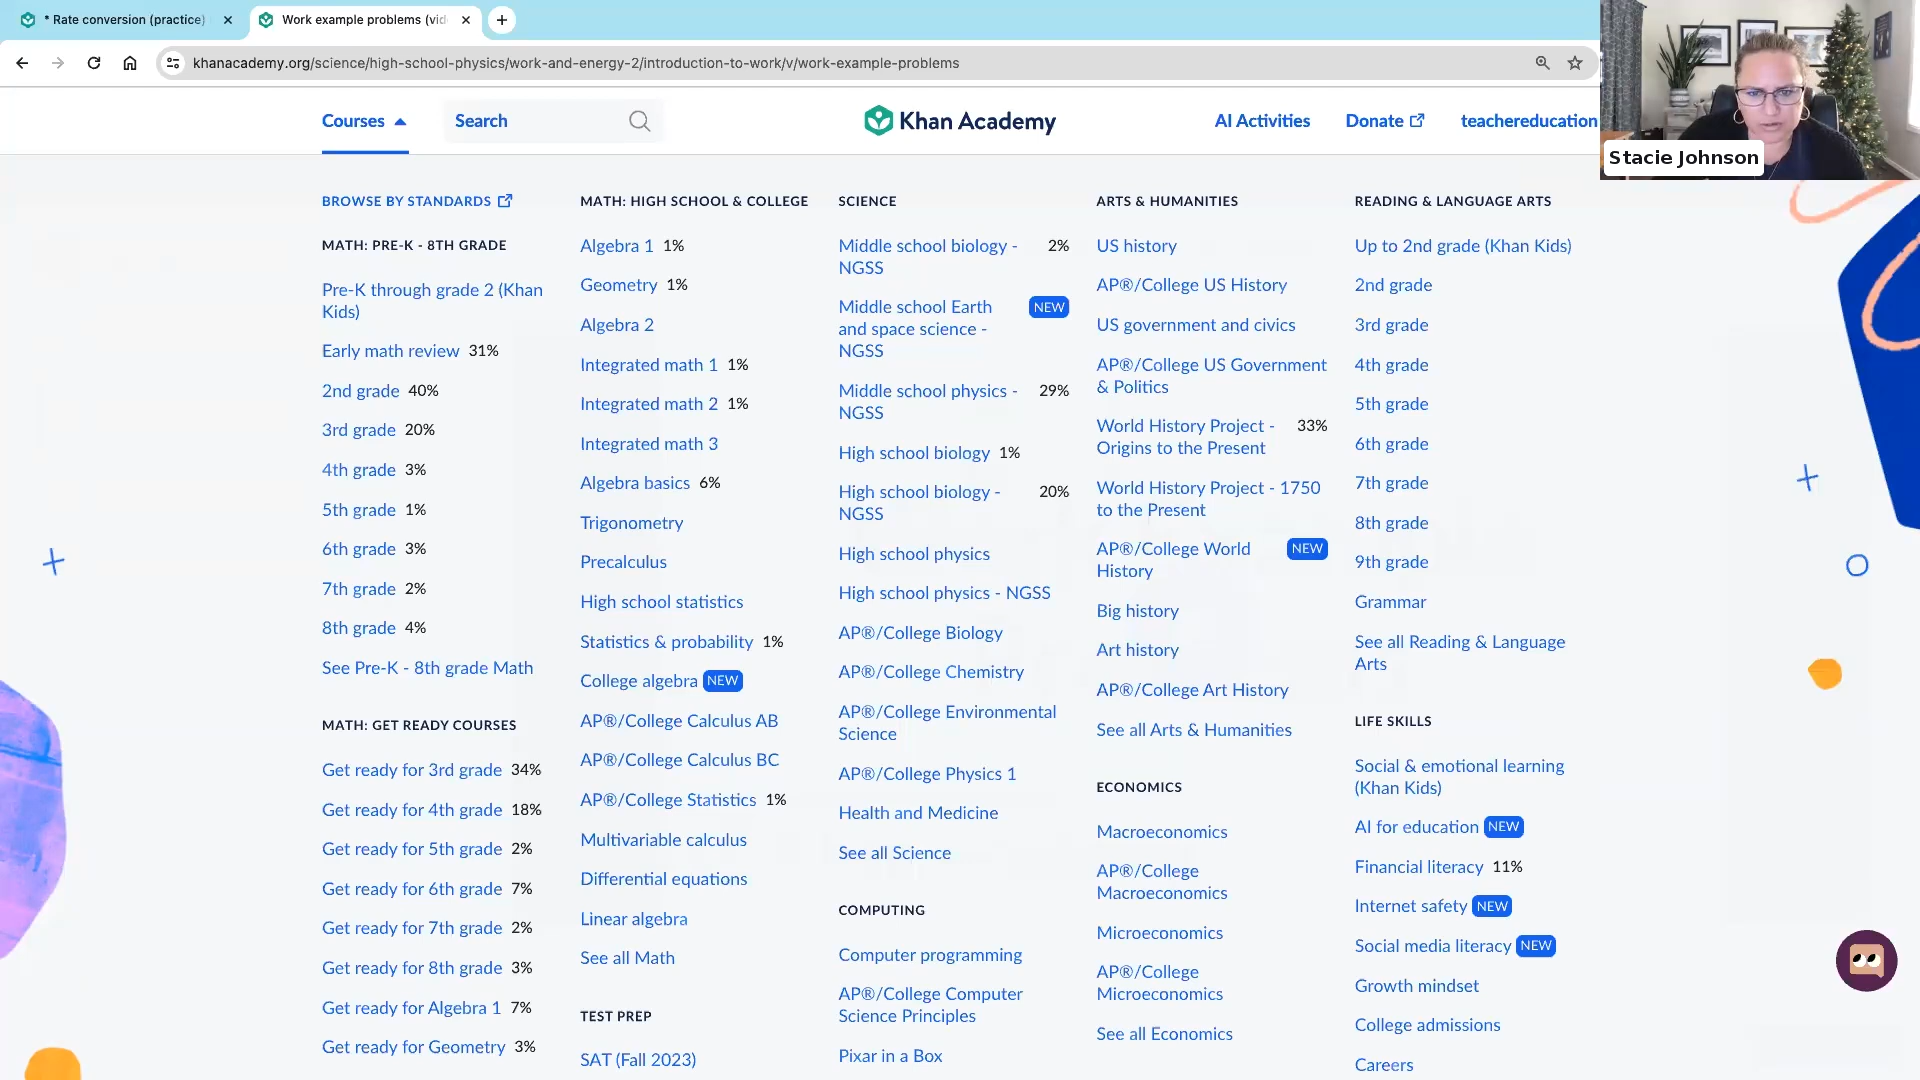 * Rate conversion (practice)
Work example problems (vid
khanacademy.org/science/high-school-physics/work-and-energy-2/introduction-to-work/v/work-example-problems
Courses
Search
Khan Academy
AI Activities
Donate
teachereducation
Stacie Johnson
BROWSE BY STANDARDS
MATH: PRE-K - 8TH GRADE
Pre-K through grade 2 (Khan
Kids)
Early math review 31%
2nd grade 40%
3rd grade 20%
4th grade 3%
5th grade 1%
6th grade 3%
7th grade 2%
8th grade 4%
See Pre-K - 8th grade Math
MATH: GET READY COURSES
Get ready for 3rd grade 34%
Get ready for 4th grade 18%
Get ready for 5th grade 2%
Get ready for 6th grade 7%
Get ready for 7th grade 2%
Get ready for 8th grade 3%
Get ready for Algebra 1 7%
Get ready for Geometry 3%
MATH: HIGH SCHOOL & COLLEGE
Algebra 1 1%
Geometry 1%
Algebra 2
Integrated math 1 1%
Integrated math 2 1%
Integrated math 3
Algebra basics 6%
Trigonometry
Precalculus
High school statistics
Statistics & probability 1%
College algebra NEW
AP®/College Calculus AB
AP®/College Calculus BC
AP®/College Statistics 1%
Multivariable calculus
Differential equations
Linear algebra
See all Math
TEST PREP
SAT (Fall 2023)
SCIENCE
Middle school biology - 2%
NGSS
Middle school Earth NEW
and space science -
NGSS
Middle school physics - 29%
NGSS
High school biology 1%
High school biology - 20%
NGSS
High school physics
High school physics - NGSS
AP®/College Biology
AP®/College Chemistry
AP®/College Environmental
Science
AP®/College Physics 1
Health and Medicine
See all Science
COMPUTING
Computer programming
AP®/College Computer
Science Principles
Pixar in a Box
ARTS & HUMANITIES
US history
AP®/College US History
US government and civics
AP®/College US Government
& Politics
World History Project - 33%
Origins to the Present
World History Project - 1750
to the Present
AP®/College World NEW
History
Big history
Art history
AP®/College Art History
See all Arts & Humanities
ECONOMICS
Macroeconomics
AP®/College
Macroeconomics
Microeconomics
AP®/College
Microeconomics
See all Economics
READING & LANGUAGE ARTS
Up to 2nd grade (Khan Kids)
2nd grade
3rd grade
4th grade
5th grade
6th grade
7th grade
8th grade
9th grade
Grammar
See all Reading & Language
Arts
LIFE SKILLS
Social & emotional learning
(Khan Kids)
AI for education NEW
Financial literacy 11%
Internet safety NEW
Social media literacy NEW
Growth mindset
College admissions
Careers